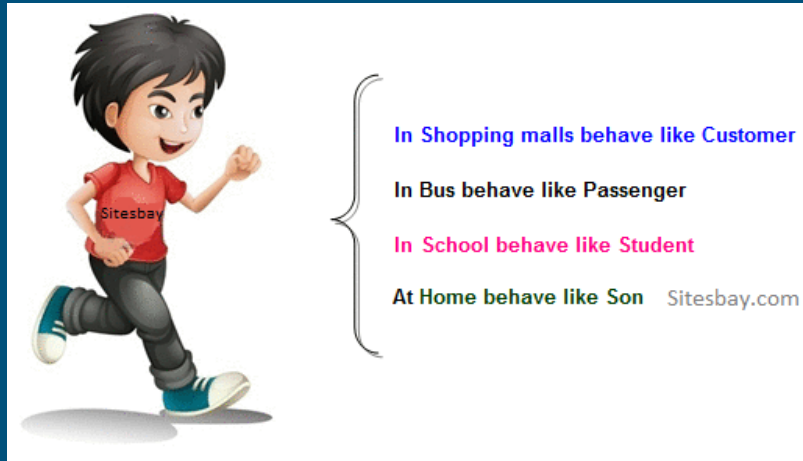 In Shopping malls behave like Customer
In Bus behave like Passenger
Sitesbay
In School behave like Student
At Home behave like Son Sitesbay.com